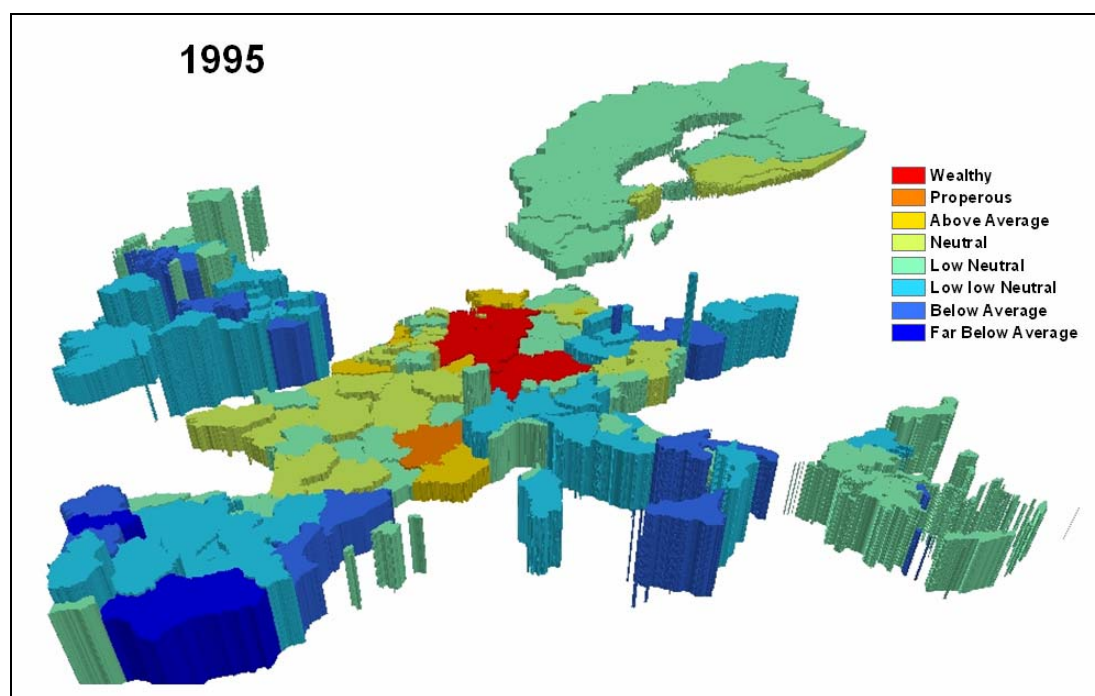 1995
Wealthy
Properous
Above Average
Neutral
Low Neutral
Low low Neutral
Below Average
Far Below Average